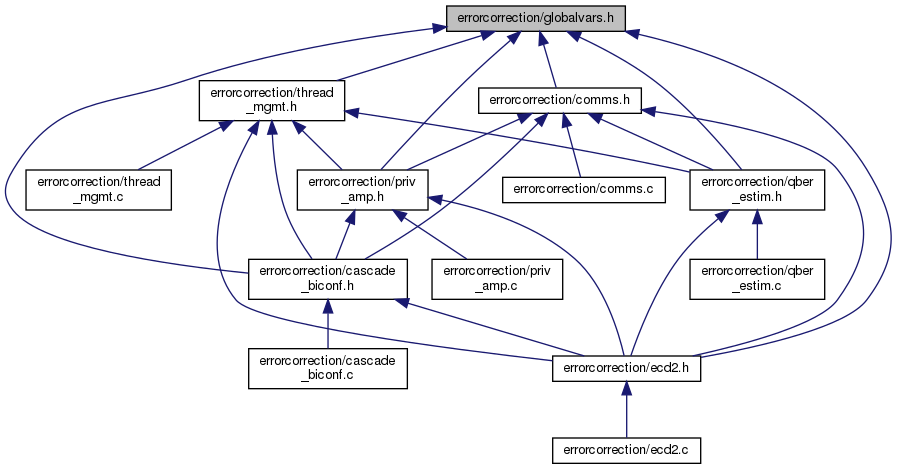 errorcorrection/globalvars.h
errorcorrection/thread
_mgmt.h
errorcorrection/comms.h
errorcorrection/thread
_mgmt.c
errorcorrection/priv
_amp.h
errorcorrection/comms.c
errorcorrection/qber
_estim.h
errorcorrection/cascade
_biconf.h
errorcorrection/priv
_amp.c
errorcorrection/qber
_estim.c
errorcorrection/cascade
_biconf.c
errorcorrection/ecd2.h
errorcorrection/ecd2.c